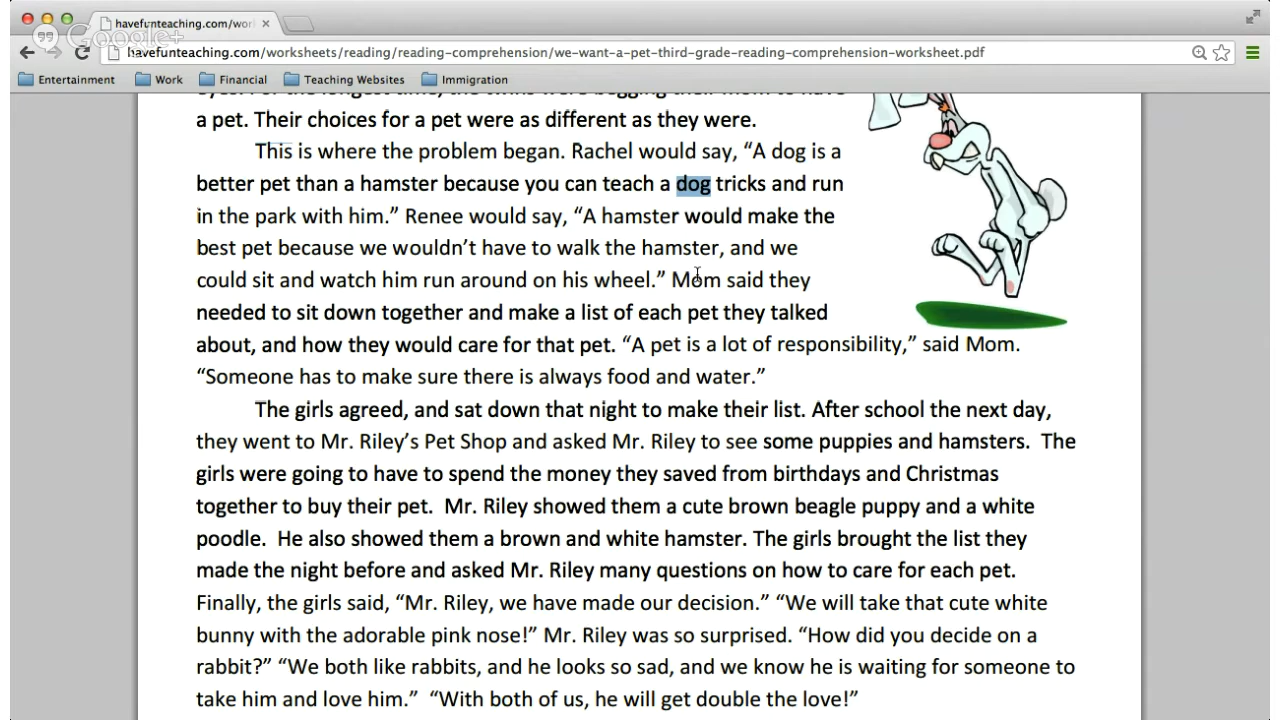 havefunteaching.com/wor
Google+
havefunteaching.com/worksheets/reading/reading-comprehension/we-want-a-pet-third-grade-reading-comprehension-worksheet.pdf
Entertainment Work Financial Teaching Websites Immigration
eyes. For the longest time, the twins were begging their mom to have
a pet. Their choices for a pet were as different as they were.
This is where the problem began. Rachel would say, “A dog is a
better pet than a hamster because you can teach a dog tricks and run
in the park with him.” Renee would say, “A hamster would make the
best pet because we wouldn’t have to walk the hamster, and we
could sit and watch him run around on his wheel.” Mom said they
needed to sit down together and make a list of each pet they talked
about, and how they would care for that pet. “A pet is a lot of responsibility,” said Mom.
“Someone has to make sure there is always food and water.”
The girls agreed, and sat down that night to make their list. After school the next day,
they went to Mr. Riley’s Pet Shop and asked Mr. Riley to see some puppies and hamsters. The
girls were going to have to spend the money they saved from birthdays and Christmas
together to buy their pet. Mr. Riley showed them a cute brown beagle puppy and a white
poodle. He also showed them a brown and white hamster. The girls brought the list they
made the night before and asked Mr. Riley many questions on how to care for each pet.
Finally, the girls said, “Mr. Riley, we have made our decision.” “We will take that cute white
bunny with the adorable pink nose!” Mr. Riley was so surprised. “How did you decide on a
rabbit?” “We both like rabbits, and he looks so sad, and we know he is waiting for someone to
take him and love him.” “With both of us, he will get double the love!”